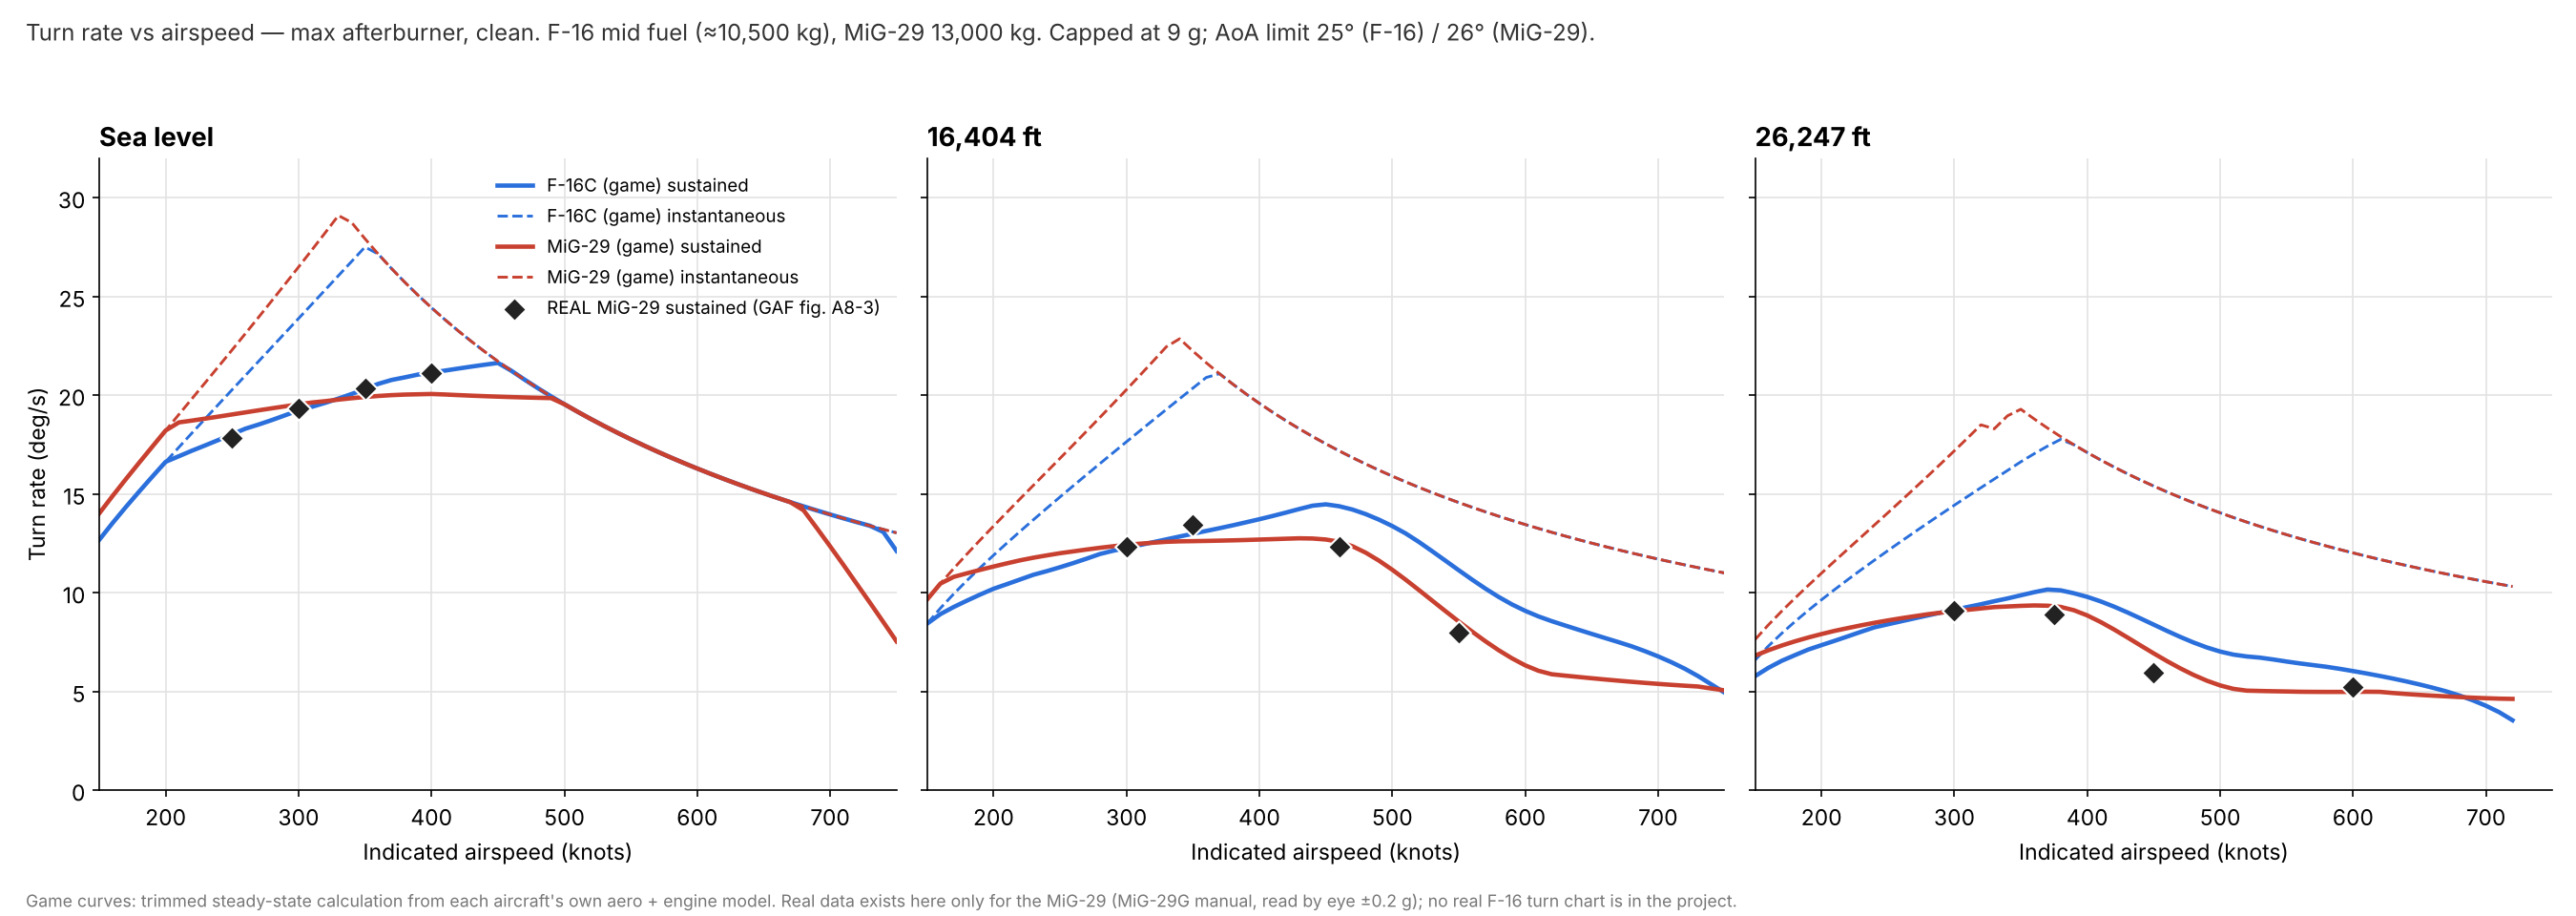 Turn rate vs airspeed — max afterburner, clean. F-16 mid fuel (≈10,500 kg), MiG-29 13,000 kg. Capped at 9 g; AoA limit 25° (F-16) / 26° (MiG-29).
Sea level
16,404 ft
26,247 ft
F-16C (game) sustained
F-16C (game) instantaneous
MiG-29 (game) sustained
MiG-29 (game) instantaneous
REAL MiG-29 sustained (GAF fig. A8-3)
Turn rate (deg/s)
30
25
20
15
10
5
0
200 300 400 500 600 700
200 300 400 500 600 700
200 300 400 500 600 700
Indicated airspeed (knots)
Indicated airspeed (knots)
Indicated airspeed (knots)
Game curves: trimmed steady-state calculation from each aircraft's own aero + engine model. Real data exists here only for the MiG-29 (MiG-29G manual, read by eye ±0.2 g); no real F-16 turn chart is in the project.